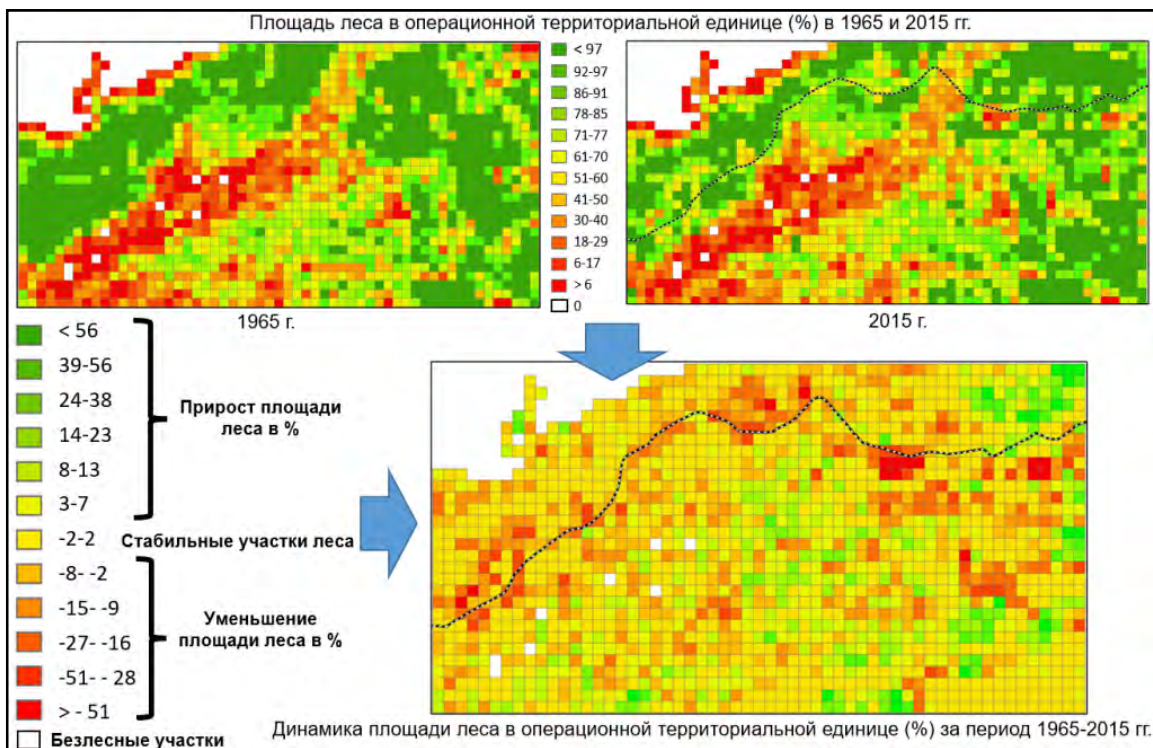 Площадь леса в операционной территориальной единице (%) в 1965 и 2015 гг.
< 97
92-97
86-91
78-85
71-77
61-70
51-60
41-50
30-40
18-29
6-17
> 6
0
1965 г.
2015 г.
< 56
39-56
24-38
14-23
8-13
3-7
-2-2
-8- -2
-15- -9
-27- -16
-51- - 28
> - 51
Прирост площади
леса в %
Стабильные участки леса
Уменьшение
площади леса в %
Безлесные участки
Динамика площади леса в операционной территориальной единице (%) за период 1965-2015 гг.